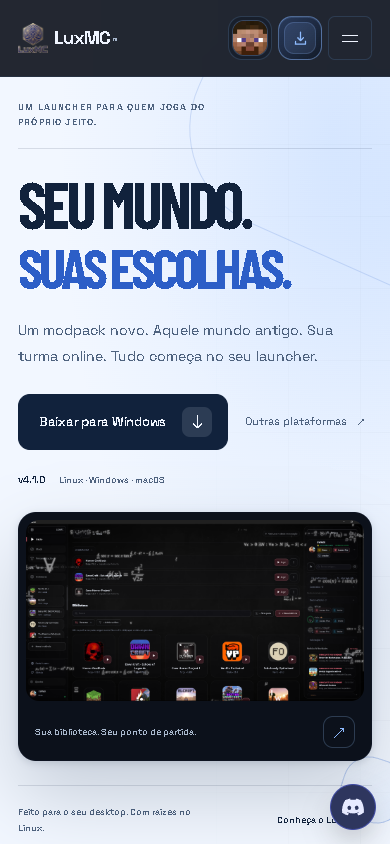 LuxMC™
UM LAUNCHER PARA QUEM JOGA DO
PRÓPRIO JEITO.
SEU MUNDO.
SUAS ESCOLHAS.
Um modpack novo. Aquele mundo antigo. Sua
turma online. Tudo começa no seu launcher.
Baixar para Windows
Outras plataformas ↗
v4.1.0 Linux · Windows · macOS
Sua biblioteca. Seu ponto de partida.
Feito para o seu desktop. Com raízes no
Linux.
Conheça o